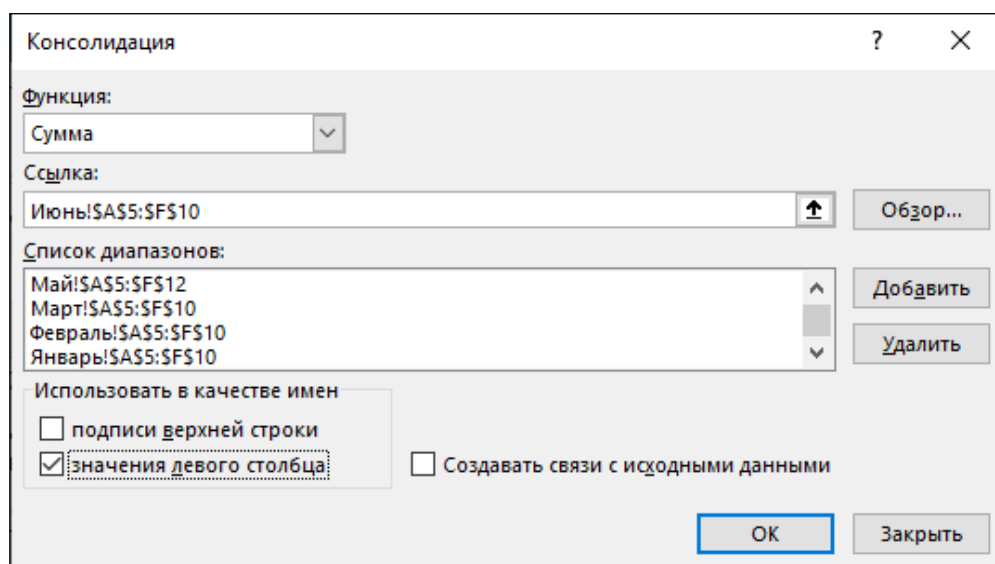 Консолидация
Функция:
Сумма
Ссылка:
Июнь!$A$5:$F$10
Обзор...
Список диапазонов:
Май!$A$5:$F$12
Март!$A$5:$F$10
Февраль!$A$5:$F$10
Январь!$A$5:$F$10
Добавить
Удалить
Использовать в качестве имен
подписи верхней строки
значения левого столбца
Создавать связи с исходными данными
ОК
Закрыть